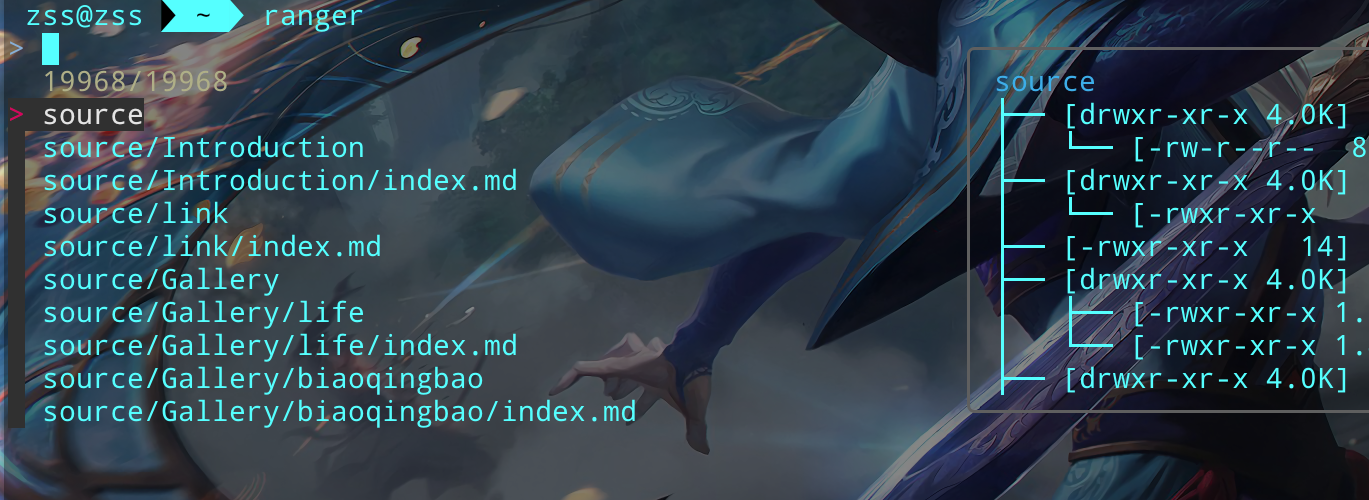 zss@zss ~ ranger
>
19968/19968
> source
source/Introduction
source/Introduction/index.md
source/link
source/link/index.md
source/Gallery
source/Gallery/life
source/Gallery/life/index.md
source/Gallery/biaoqingbao
source/Gallery/biaoqingbao/index.md
source
├── [drwxr-xr-x 4.0K]
│   └── [-rw-r--r-- 8
├── [drwxr-xr-x 4.0K]
│   └── [-rwxr-xr-x
├── [-rwxr-xr-x 14]
├── [drwxr-xr-x 4.0K]
│   ├── [-rwxr-xr-x 1.
│   └── [-rwxr-xr-x 1.
├── [drwxr-xr-x 4.0K]